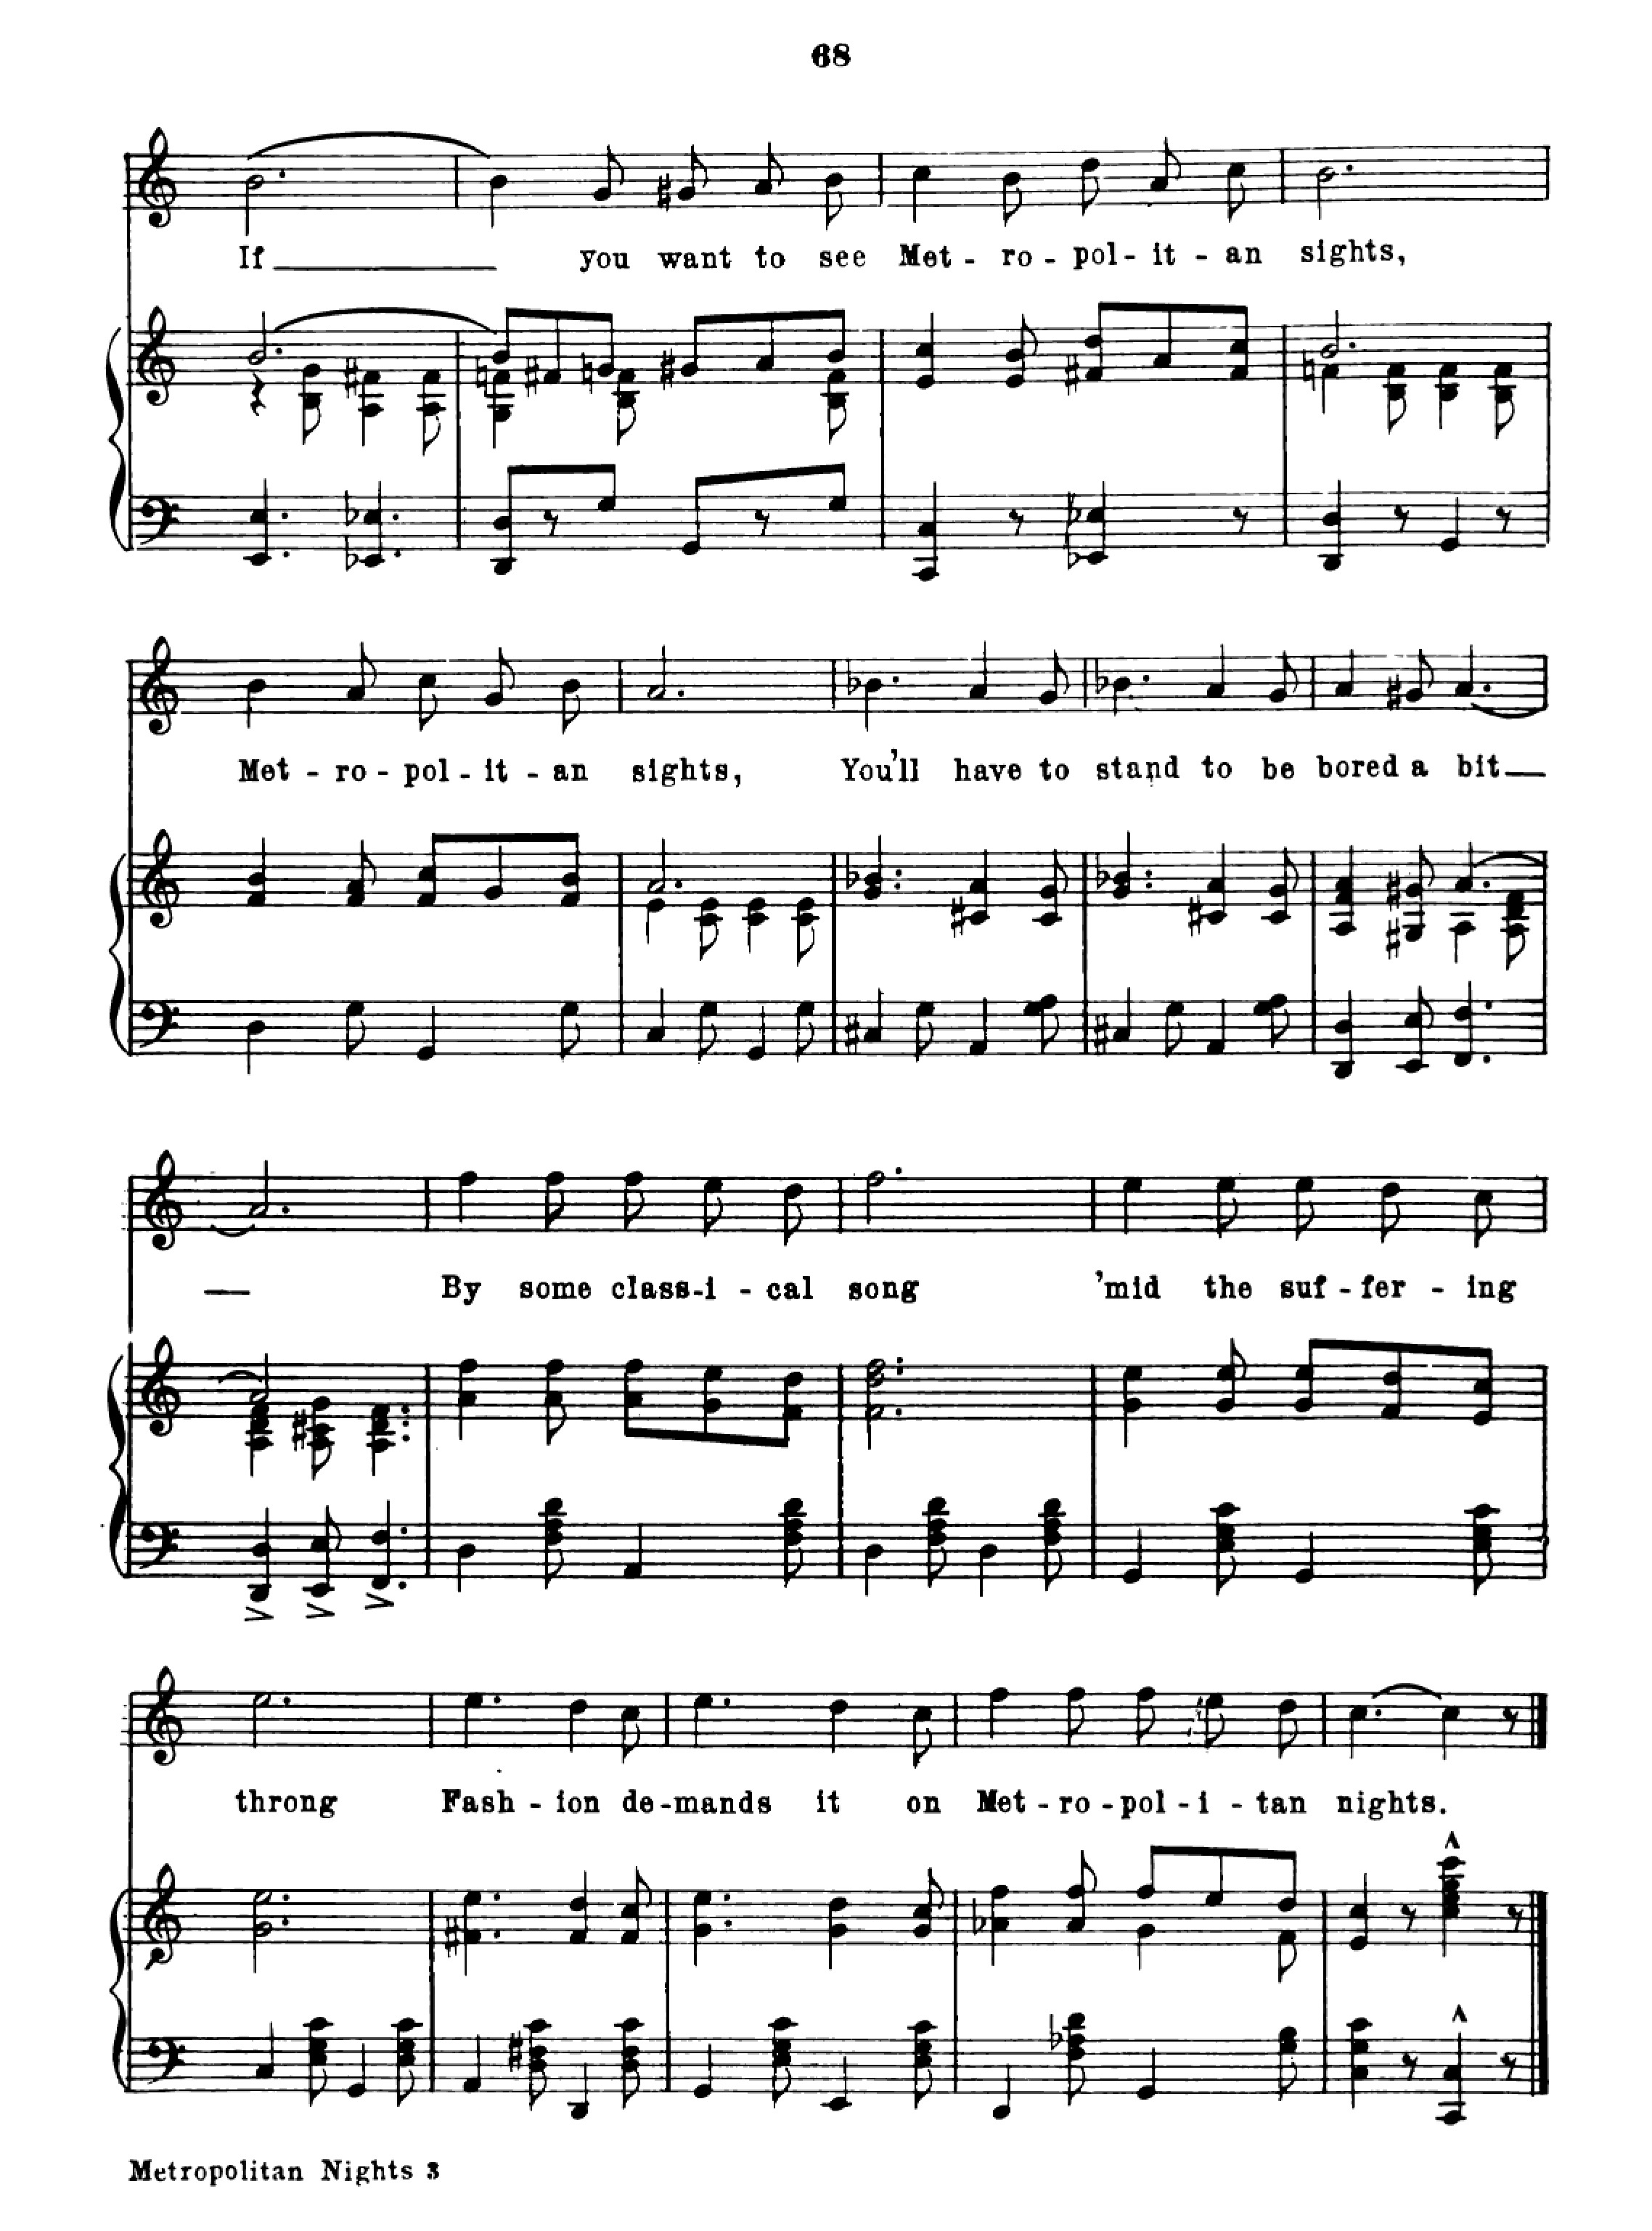 68
If you want to see Met - ro - pol - it - an sights,
Met - ro - pol - it - an sights, You'll have to stand to be bored a bit
By some class-i - cal song 'mid the suf - fer - ing
throng Fash - ion de-mands it on Met - ro - pol - i - tan nights.
Metropolitan Nights 3